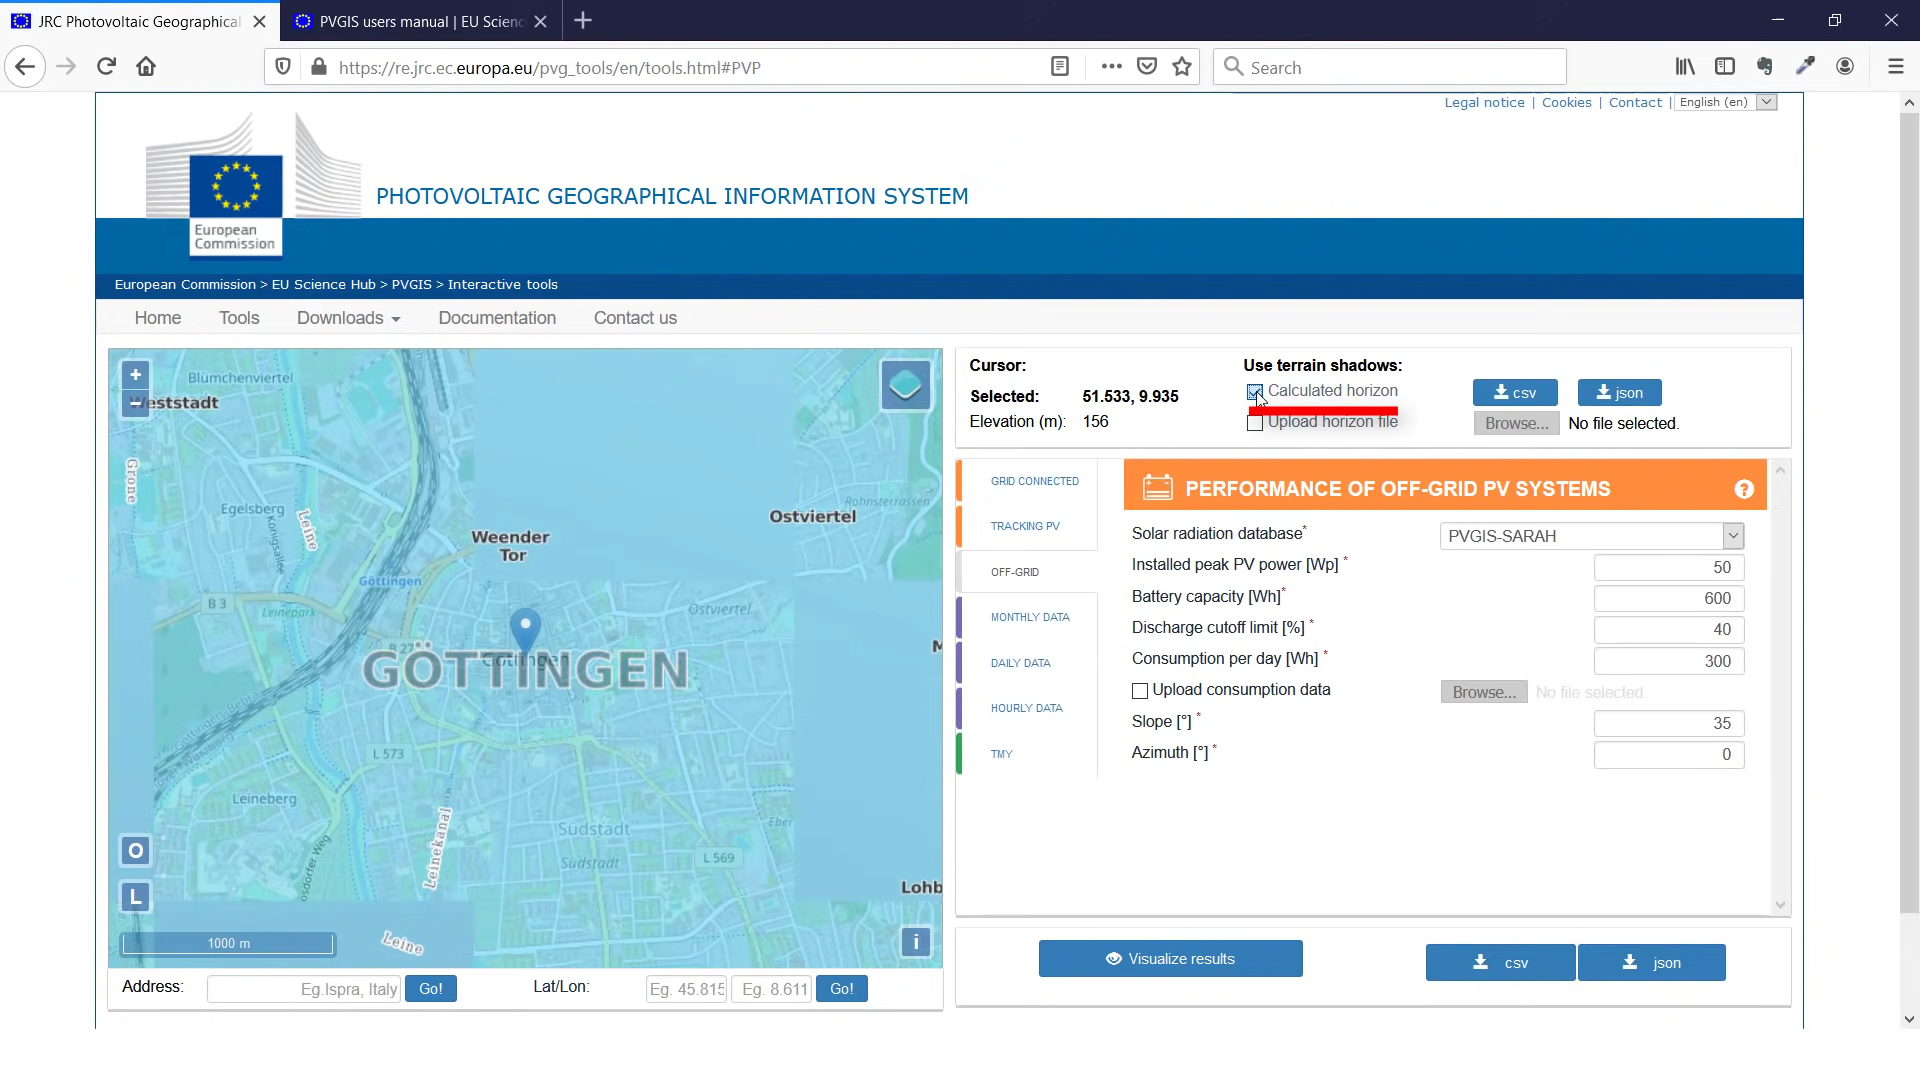 JRC Photovoltaic Geographical
PVGIS users manual | EU Scienc
https://re.jrc.ec.europa.eu/pvg_tools/en/tools.html#PVP
Search
Legal notice | Cookies | Contact | English (en)
European
Commission
PHOTOVOLTAIC GEOGRAPHICAL INFORMATION SYSTEM
European Commission > EU Science Hub > PVGIS > Interactive tools
Home Tools Downloads Documentation Contact us
+
−
Blümchenviertel
Weststadt
Grone
Egelsberg
Leine
Königsallee
Weender
Tor
Ostviertel
Rohnsterrassen
Göttingen
B 3
Leinepark
Ostviertel
B 27
GÖTTINGEN
Göttingen
L 573
Leineberg
Leinekanal
Südstadt
Südstadt
L 569
Lohb
Leine
O
L
i
1000 m
Address: Eg.Ispra, Italy Go! Lat/Lon: Eg. 45.815 Eg. 8.611 Go!
Cursor:
Selected: 51.533, 9.935
Elevation (m): 156
Use terrain shadows:
Calculated horizon
Upload horizon file
csv json
Browse... No file selected.
GRID CONNECTED
TRACKING PV
OFF-GRID
MONTHLY DATA
DAILY DATA
HOURLY DATA
TMY
PERFORMANCE OF OFF-GRID PV SYSTEMS ?
Solar radiation database* PVGIS-SARAH
Installed peak PV power [Wp] * 50
Battery capacity [Wh]* 600
Discharge cutoff limit [%] * 40
Consumption per day [Wh] * 300
Upload consumption data Browse... No file selected.
Slope [°] * 35
Azimuth [°] * 0
Visualize results csv json